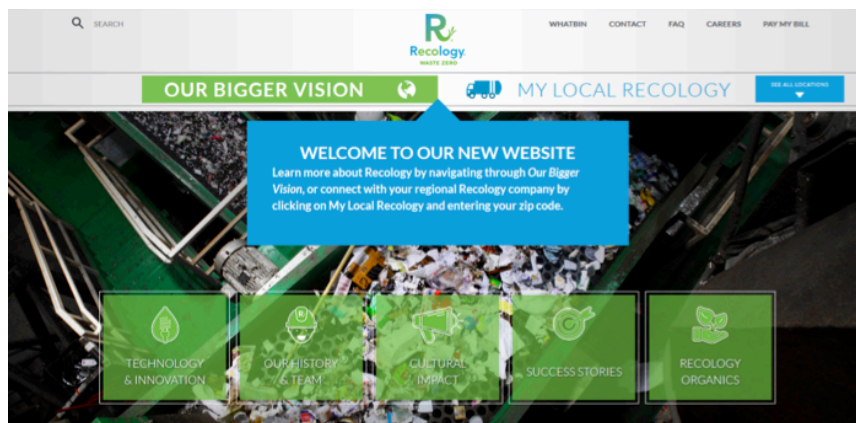 SEARCH
Recology.
WASTE ZERO
WHATBIN CONTACT FAQ CAREERS PAY MY BILL
OUR BIGGER VISION
MY LOCAL RECOLOGY
SEE ALL LOCATIONS
WELCOME TO OUR NEW WEBSITE
Learn more about Recology by navigating through Our Bigger
Vision, or connect with your regional Recology company by
clicking on My Local Recology and entering your zip code.
TECHNOLOGY
& INNOVATION
OUR HISTORY
& TEAM
CULTURAL
IMPACT
SUCCESS STORIES
RECOLOGY
ORGANICS